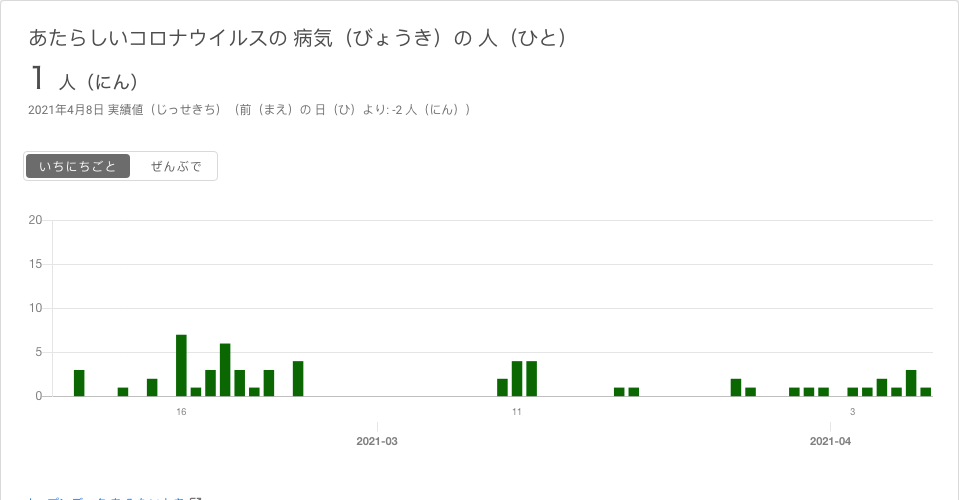 あたらしいコロナウイルスの 病気（びょうき）の 人（ひと）
1 人（にん）
2021年4月8日 実績値（じっせきち）（前（まえ）の 日（ひ）より: -2 人（にん））
いちにちごと ぜんぶで
20
15
10
5
0
16 11 3
2021-03 2021-04